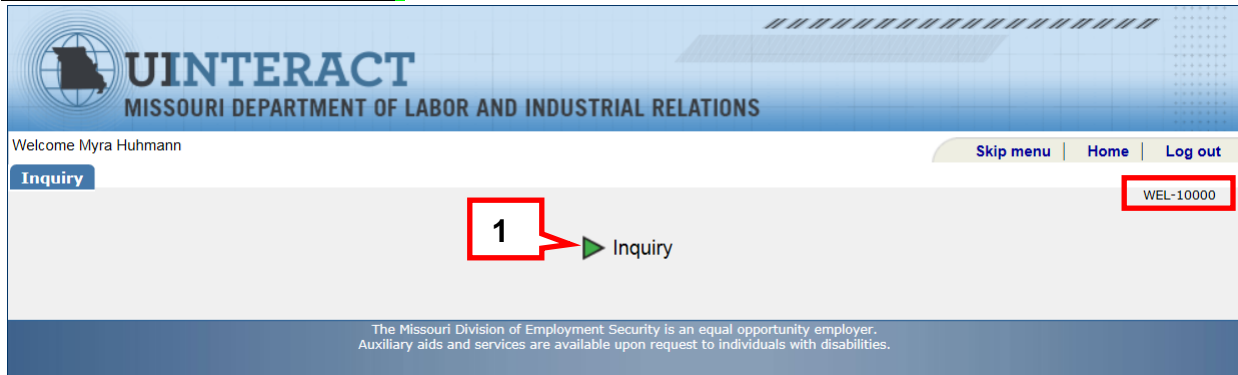 UINTERACT
MISSOURI DEPARTMENT OF LABOR AND INDUSTRIAL RELATIONS
Welcome Myra Huhmann
Skip menu | Home | Log out
Inquiry
WEL-10000
1
Inquiry
The Missouri Division of Employment Security is an equal opportunity employer.
Auxiliary aids and services are available upon request to individuals with disabilities.